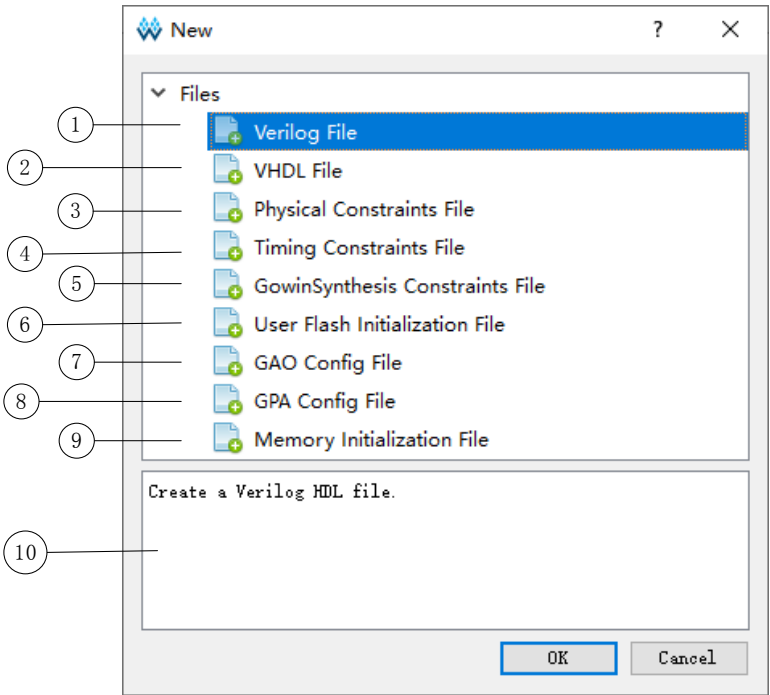 New ?
Files
1 Verilog File
2 VHDL File
3 Physical Constraints File
4 Timing Constraints File
5 GowinSynthesis Constraints File
6 User Flash Initialization File
7 GAO Config File
8 GPA Config File
9 Memory Initialization File
Create a Verilog HDL file.
10
OK Cancel